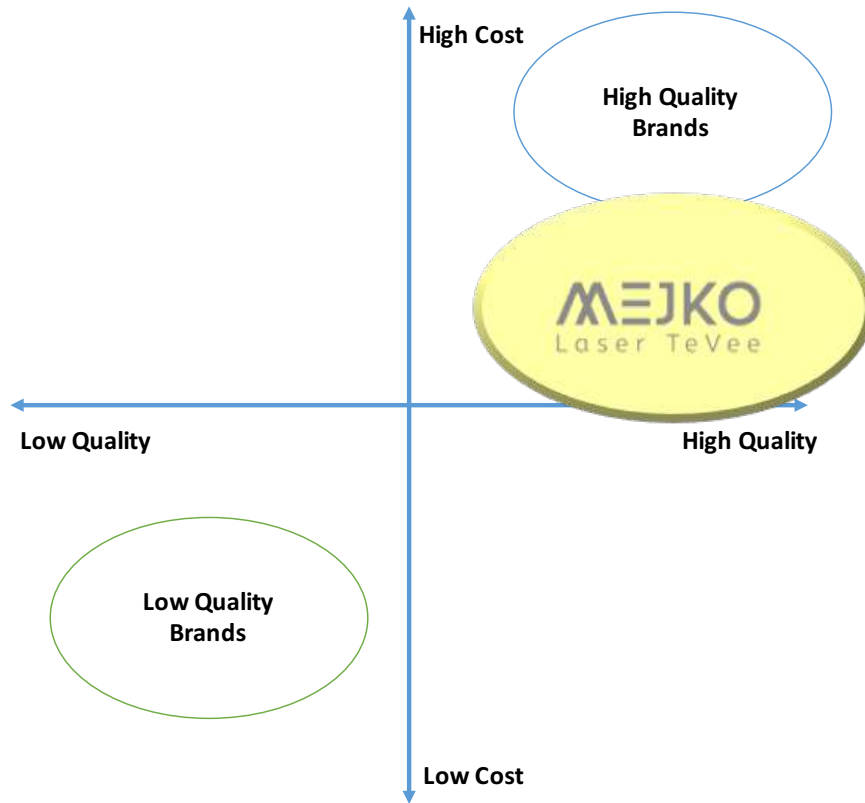 High Cost
High Quality
Brands
MEJKO
Laser TeVee
Low Quality
High Quality
Low Quality
Brands
Low Cost